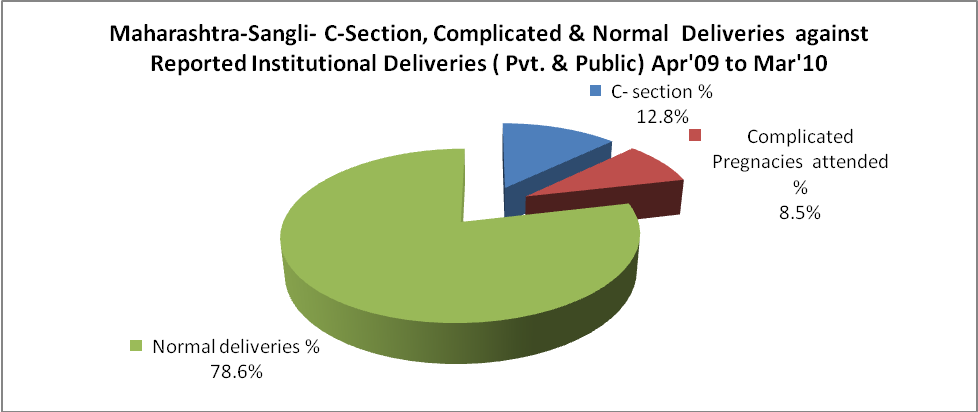 Maharashtra-Sangli- C-Section, Complicated & Normal Deliveries against
Reported Institutional Deliveries ( Pvt. & Public) Apr'09 to Mar'10
C- section %
12.8%
Complicated
Pregnacies attended
%
8.5%
Normal deliveries %
78.6%